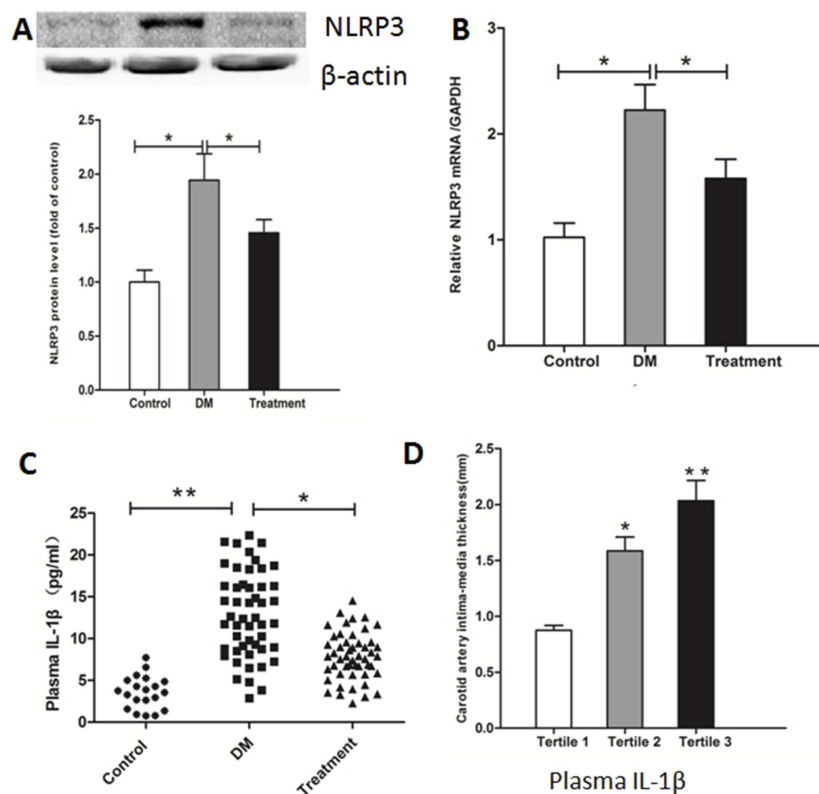 A
NLRP3
β-actin
NLRP3 protein level (fold of control)
2.5
2.0
1.5
1.0
0.5
0.0
*
*
Control
DM
Treatment
B
Relative NLRP3 mRNA /GAPDH
3
2
1
0
*
*
Control
DM
Treatment
C
Plasma IL-1β (pg/ml)
25
20
15
10
5
0
**
*
Control
DM
Treatment
D
Carotid artery intima-media thickness(mm)
2.5
2.0
1.5
1.0
0.5
0.0
*
**
Tertile 1
Tertile 2
Tertile 3
Plasma IL-1β